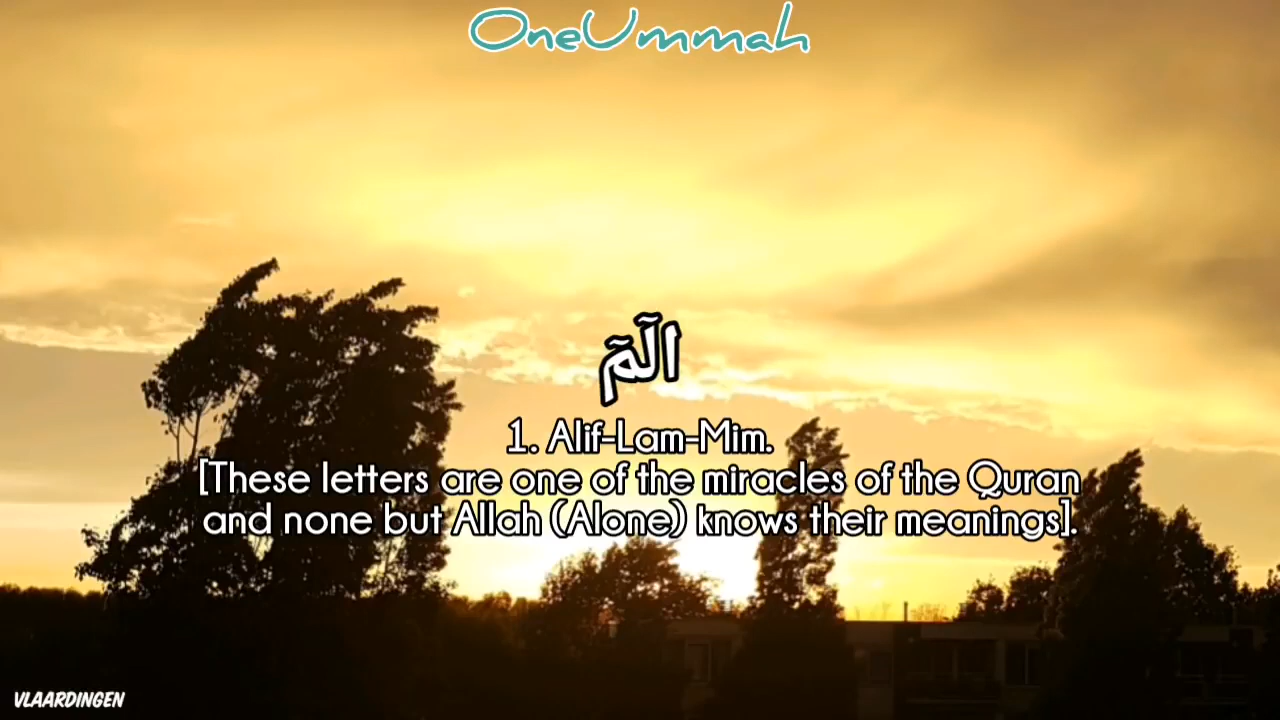 OneUmmah
الٓمٓ
1. Alif-Lam-Mim.
[These letters are one of the miracles of the Quran
and none but Allah (Alone) knows their meanings].
VLAARDINGEN